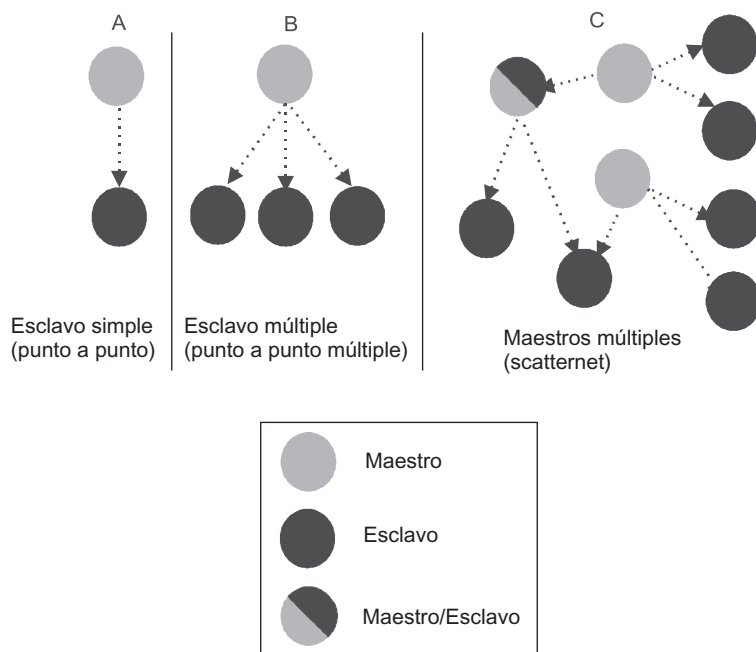 A
B
C
Esclavo simple
(punto a punto)
Esclavo múltiple
(punto a punto múltiple)
Maestros múltiples
(scatternet)
Maestro
Esclavo
Maestro/Esclavo